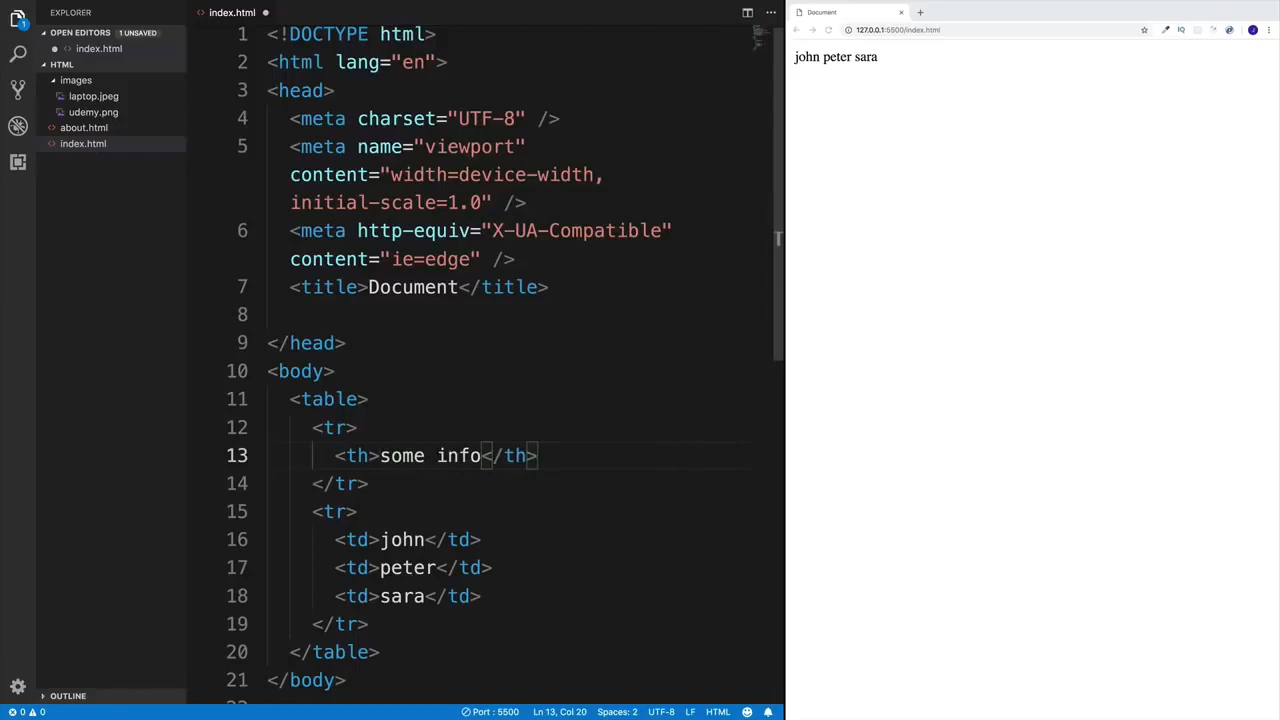 EXPLORER
OPEN EDITORS 1 UNSAVED
index.html
HTML
images
laptop.jpeg
udemy.png
about.html
index.html
OUTLINE
index.html
1 <!DOCTYPE html>
2 <html lang="en">
3 <head>
4 <meta charset="UTF-8" />
5 <meta name="viewport"
content="width=device-width,
initial-scale=1.0" />
6 <meta http-equiv="X-UA-Compatible"
content="ie=edge" />
7 <title>Document</title>
8
9 </head>
10 <body>
11 <table>
12 <tr>
13 <th>some info</th>
14 </tr>
15 <tr>
16 <td>john</td>
17 <td>peter</td>
18 <td>sara</td>
19 </tr>
20 </table>
21 </body>
0 0 Port : 5500 Ln 13, Col 20 Spaces: 2 UTF-8 LF HTML
Document
127.0.0.1:5500/index.html
john peter sara